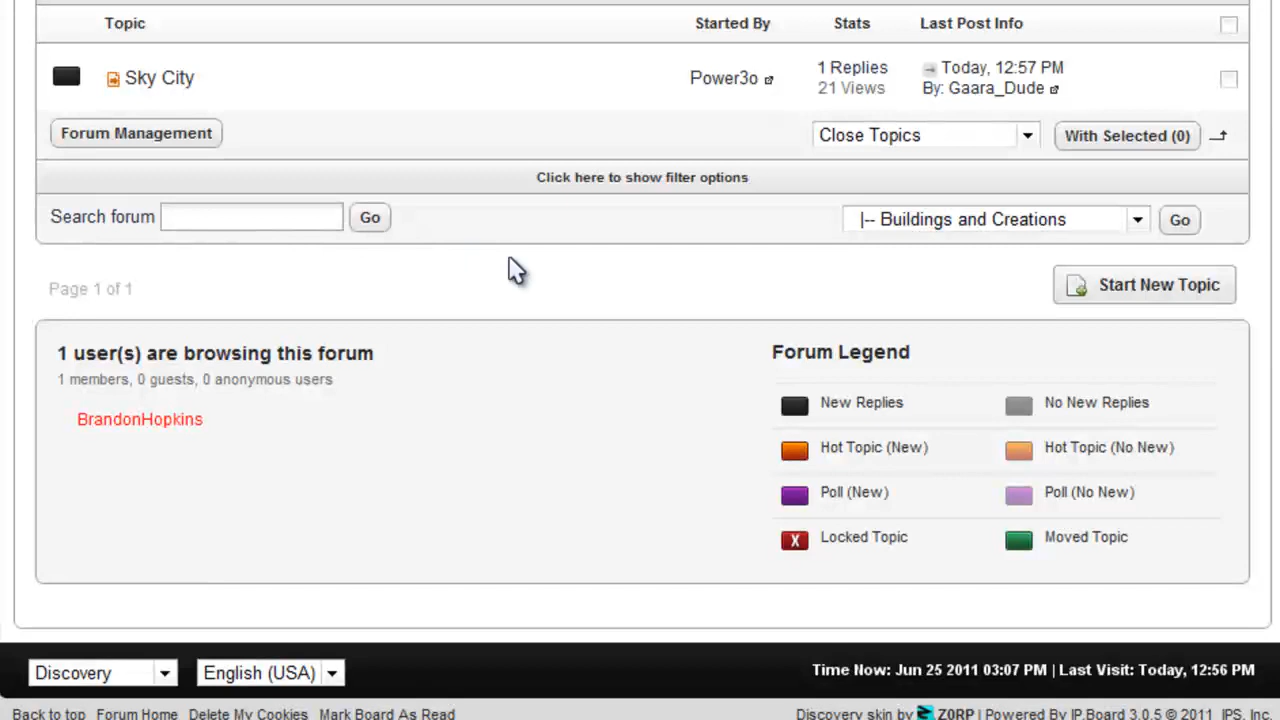 Topic Started By Stats Last Post Info
Sky City Power3o 1 Replies Today, 12:57 PM
21 Views By: Gaara_Dude
Forum Management Close Topics With Selected (0)
Click here to show filter options
Search forum Go |-- Buildings and Creations Go
Page 1 of 1 Start New Topic
1 user(s) are browsing this forum Forum Legend
1 members, 0 guests, 0 anonymous users
New Replies No New Replies
BrandonHopkins
Hot Topic (New) Hot Topic (No New)
Poll (New) Poll (No New)
X Locked Topic Moved Topic
Discovery English (USA) Time Now: Jun 25 2011 03:07 PM | Last Visit: Today, 12:56 PM
Back to top Forum Home Delete My Cookies Mark Board As Read Discovery skin by Z Z0RP | Powered By IP.Board 3.0.5 © 2011 IPS, Inc.